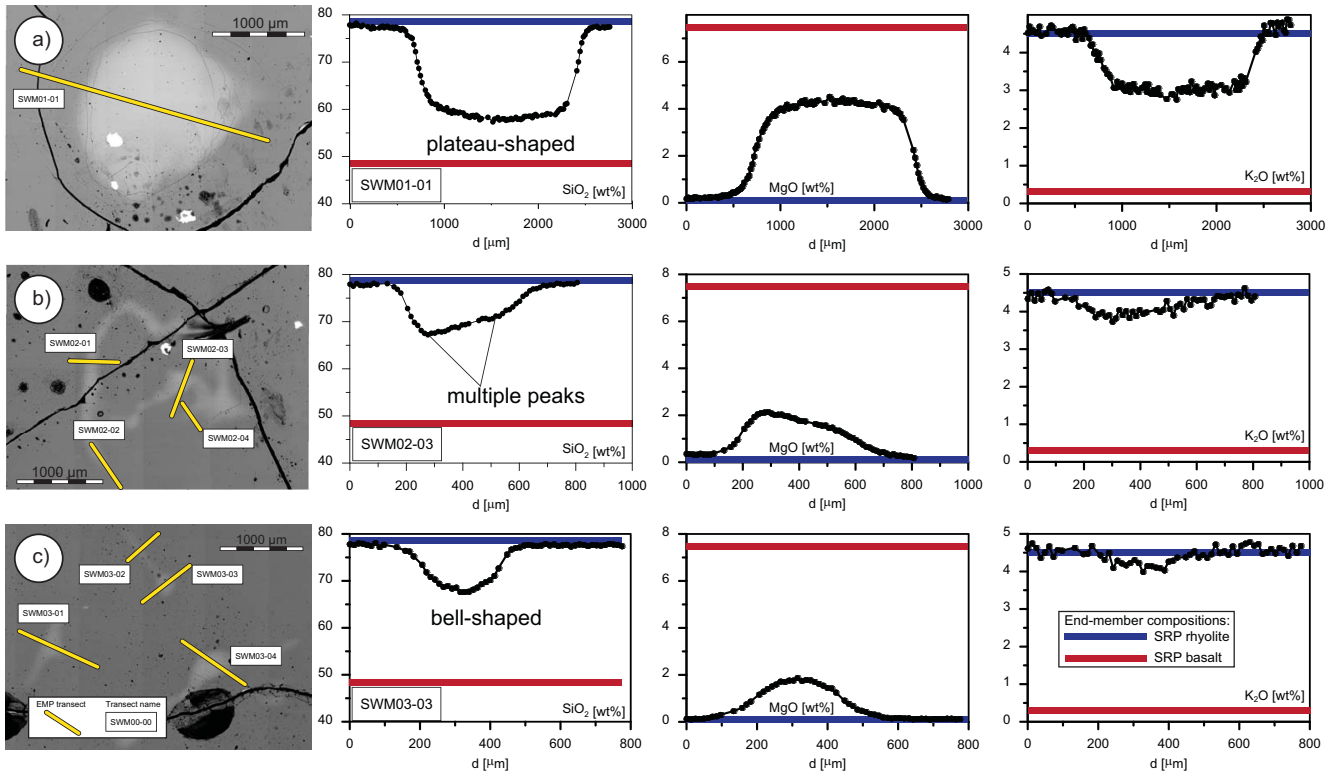 a)
1000 µm
SWM01-01
80
70
60
50
40
plateau-shaped
SWM01-01
SiO2 [wt%]
0 500 1000 1500 2000 2500 3000
d [µm]
8
6
4
2
0
MgO [wt%]
0 500 1000 1500 2000 2500 3000
d [µm]
4
3
2
1
0
K2O [wt%]
0 1000 2000 3000
d [µm]
b)
SWM02-01
SWM02-03
SWM02-02
SWM02-04
1000 µm
80
70
60
50
40
multiple peaks
SWM02-03
SiO2 [wt%]
0 200 400 600 800 1000
d [µm]
8
6
4
2
0
MgO [wt%]
0 200 400 600 800 1000
d [µm]
5
4
3
2
1
0
K2O [wt%]
0 200 400 600 800 1000
d [µm]
c)
1000 µm
SWM03-02
SWM03-03
SWM03-01
SWM03-04
EMP transect
Transect name
SWM00-00
80
70
60
50
40
bell-shaped
SWM03-03
SiO2 [wt%]
0 200 400 600 800
d [µm]
8
6
4
2
0
MgO [wt%]
0 200 400 600 800
d [µm]
5
4
3
2
1
0
End-member compositions:
SRP rhyolite
SRP basalt
K2O [wt%]
0 200 400 600 800
d [µm]